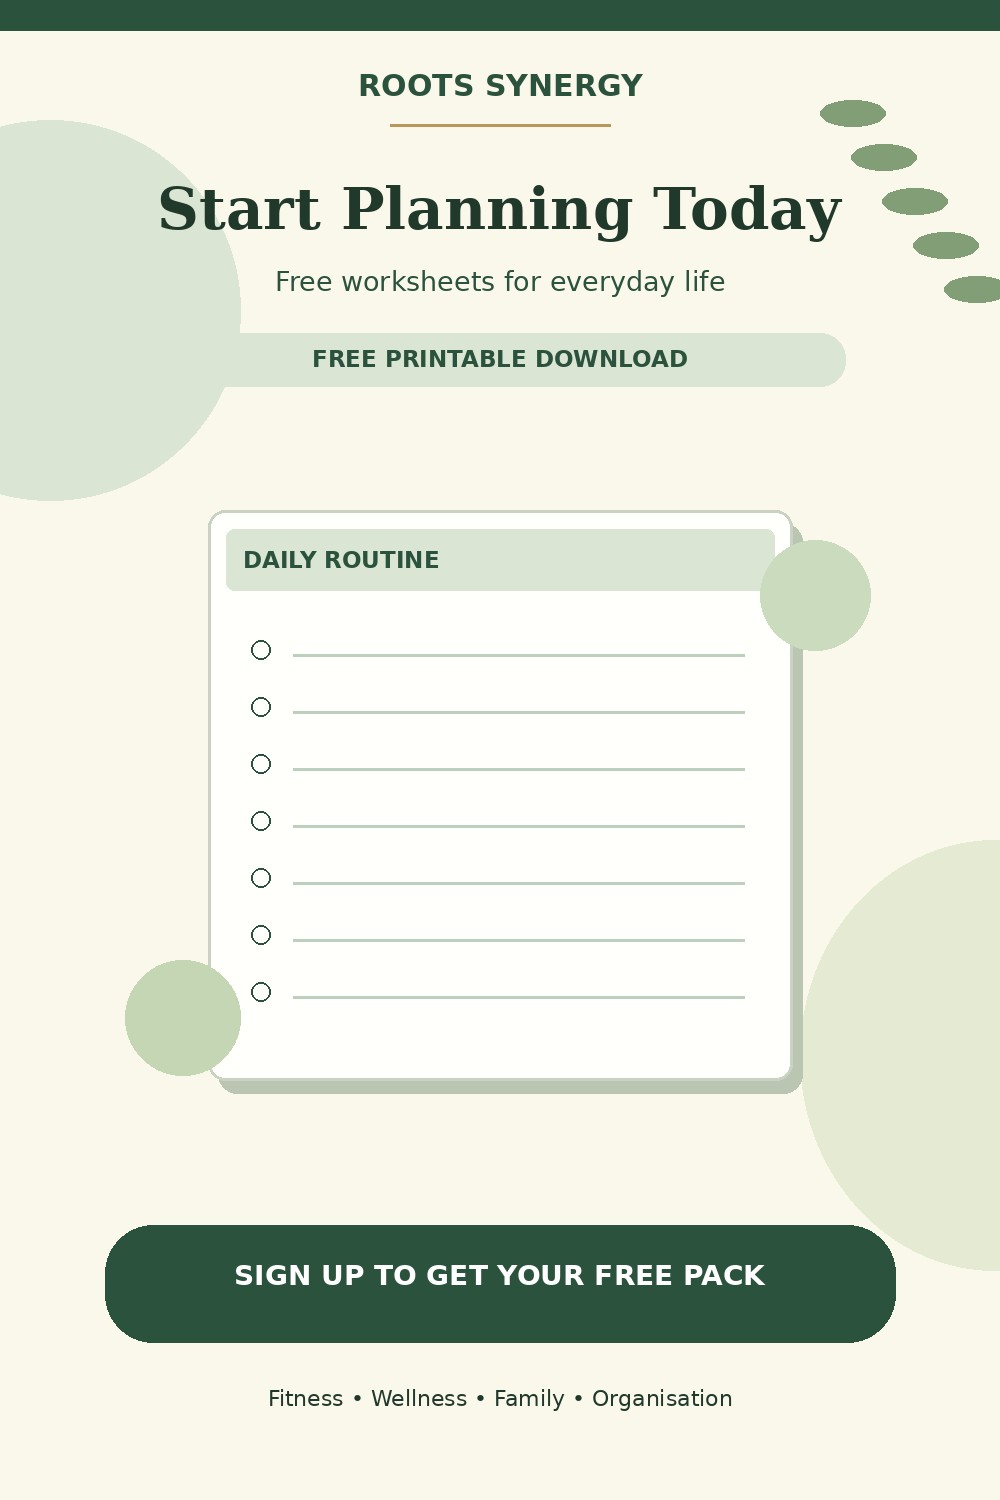 ROOTS SYNERGY
Start Planning Today
Free worksheets for everyday life
FREE PRINTABLE DOWNLOAD
DAILY ROUTINE
SIGN UP TO GET YOUR FREE PACK
Fitness • Wellness • Family • Organisation